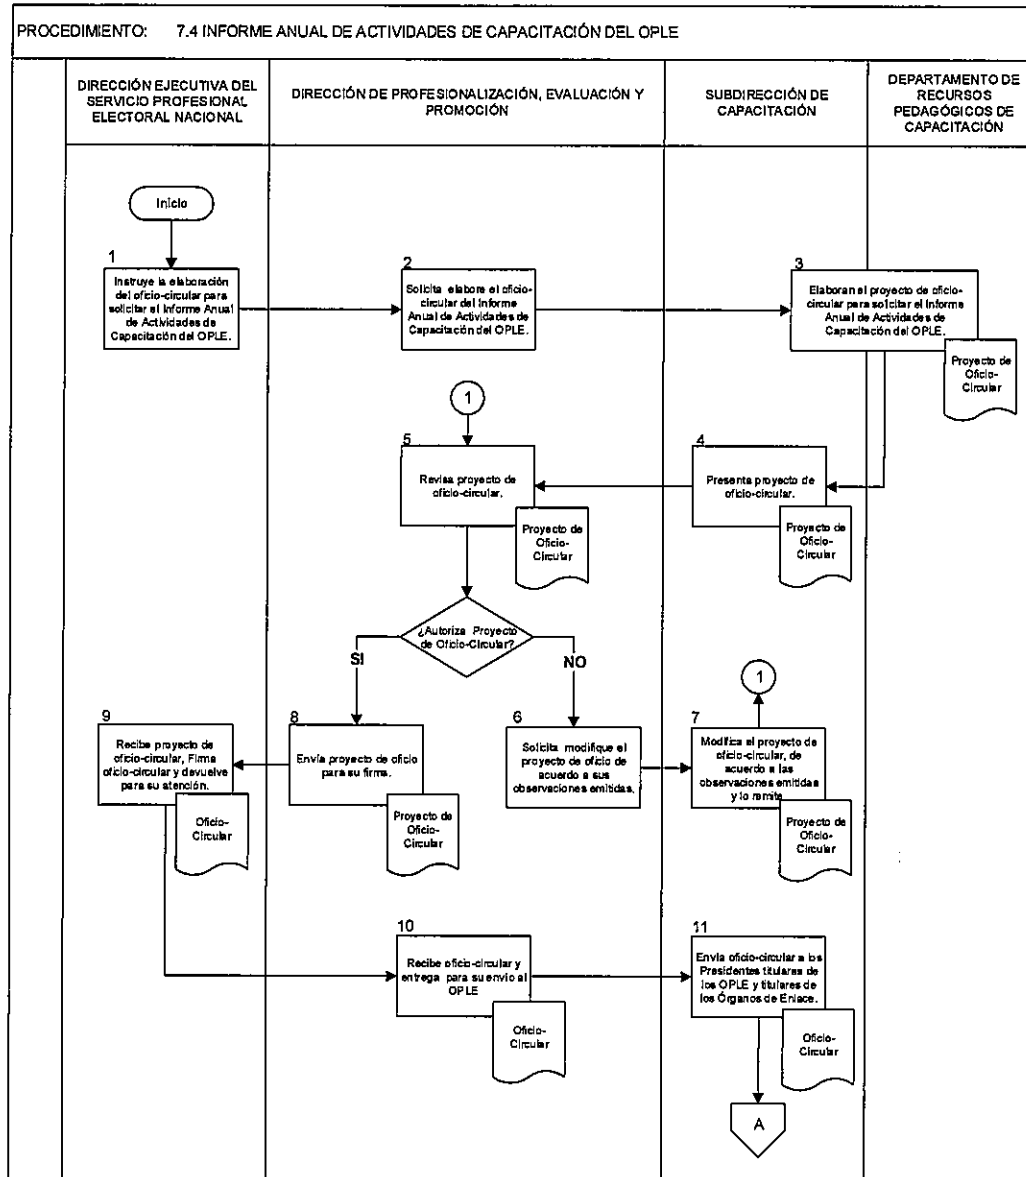 PROCEDIMIENTO: 7.4 INFORME ANUAL DE ACTIVIDADES DE CAPACITACIÓN DEL OPLE
DIRECCIÓN EJECUTIVA DEL
SERVICIO PROFESIONAL
ELECTORAL NACIONAL
DIRECCIÓN DE PROFESIONALIZACIÓN, EVALUACIÓN Y
PROMOCIÓN
SUBDIRECCIÓN DE
CAPACITACIÓN
DEPARTAMENTO DE
RECURSOS
PEDAGÓGICOS DE
CAPACITACIÓN
Inicio
1
Instruye la elaboración
del oficio-circular para
solicitar el Informe Anual
de Actividades de
Capacitación del OPLE.
2
Solicita elabore el oficio-
circular del Informe
Anual de Actividades de
Capacitación del OPLE.
3
Elaboran el proyecto de oficio-
circular para solicitar el Informe
Anual de Actividades de
Capacitación del OPLE.
Proyecto de
Oficio-
Circular
1
5
Revisa proyecto de
oficio-circular.
Proyecto de
Oficio-
Circular
4
Presenta proyecto de
oficio-circular.
Proyecto de
Oficio-
Circular
¿Autoriza Proyecto
de Oficio-Circular?
SI
NO
1
9
Recibe proyecto de
oficio-circular, Firma
oficio-circular y devuelve
para su atención.
Oficio-
Circular
8
Envía proyecto de oficio
para su firma.
Proyecto de
Oficio-
Circular
6
Solicita modifique el
proyecto de oficio de
acuerdo a sus
observaciones emitidas.
7
Modifica el proyecto de
oficio-circular, de
acuerdo a las
observaciones emitidas
y lo remite
Proyecto de
Oficio-
Circular
10
Recibe oficio-circular y
entrega para su envío al
OPLE
Oficio-
Circular
11
Envía oficio-circular a los
Presidentes titulares de
los OPLE y titulares de
los Órganos de Enlace.
Oficio-
Circular
A